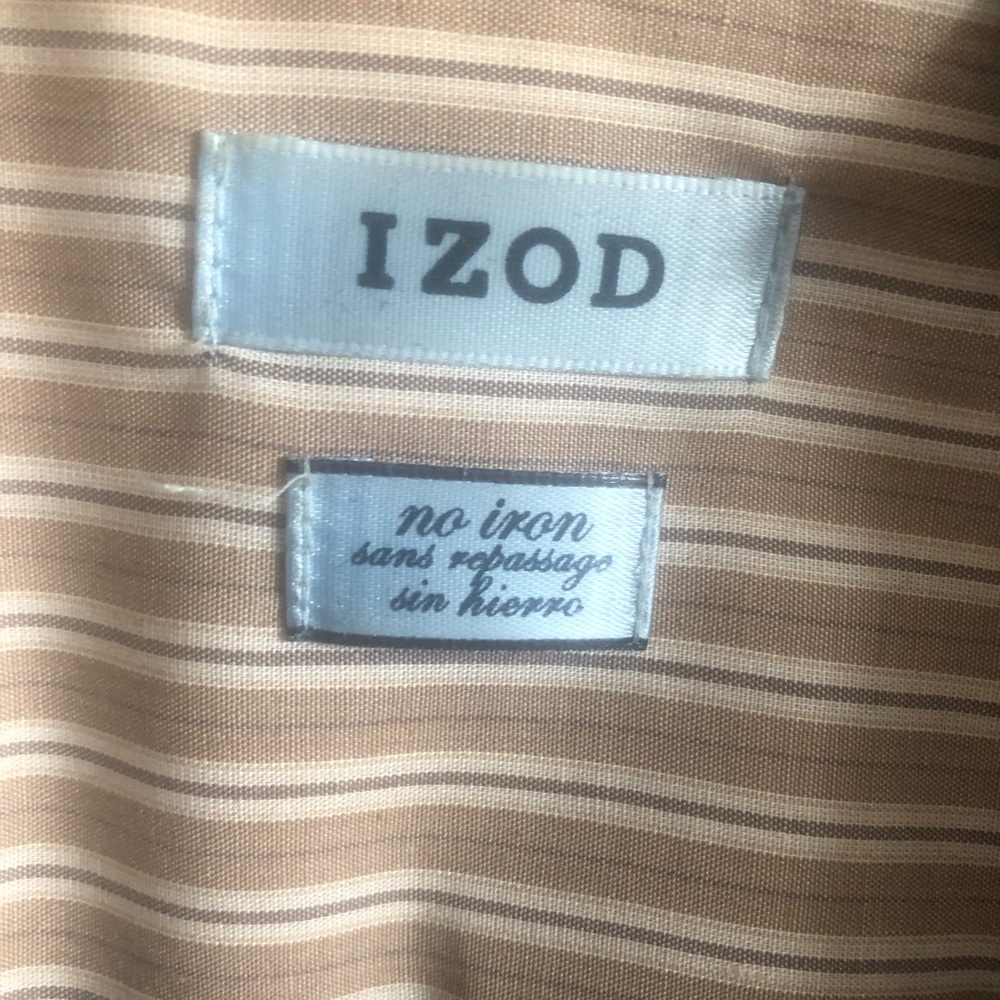 IZOD
no iron
sans repassage
sin hierro